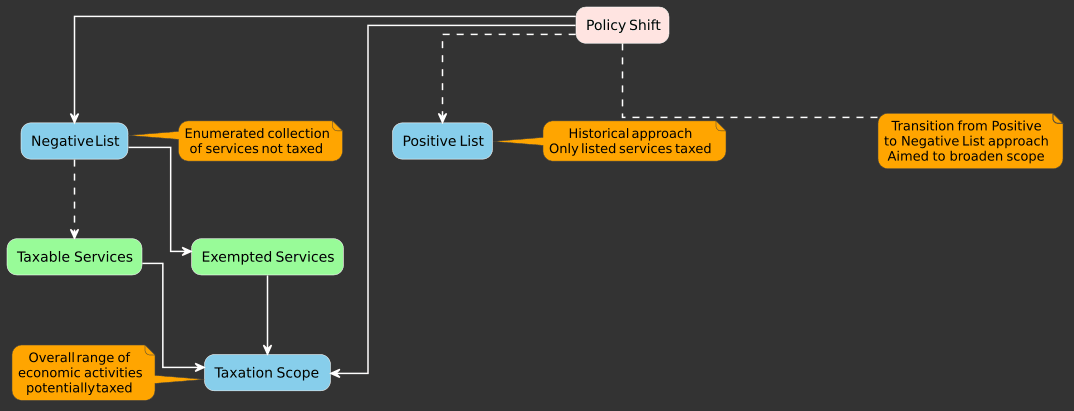 Policy Shift
Negative List
Enumerated collection
of services not taxed
Positive List
Historical approach
Only listed services taxed
Transition from Positive
to Negative List approach
Aimed to broaden scope
Taxable Services
Exempted Services
Overall range of
economic activities
potentially taxed
Taxation Scope